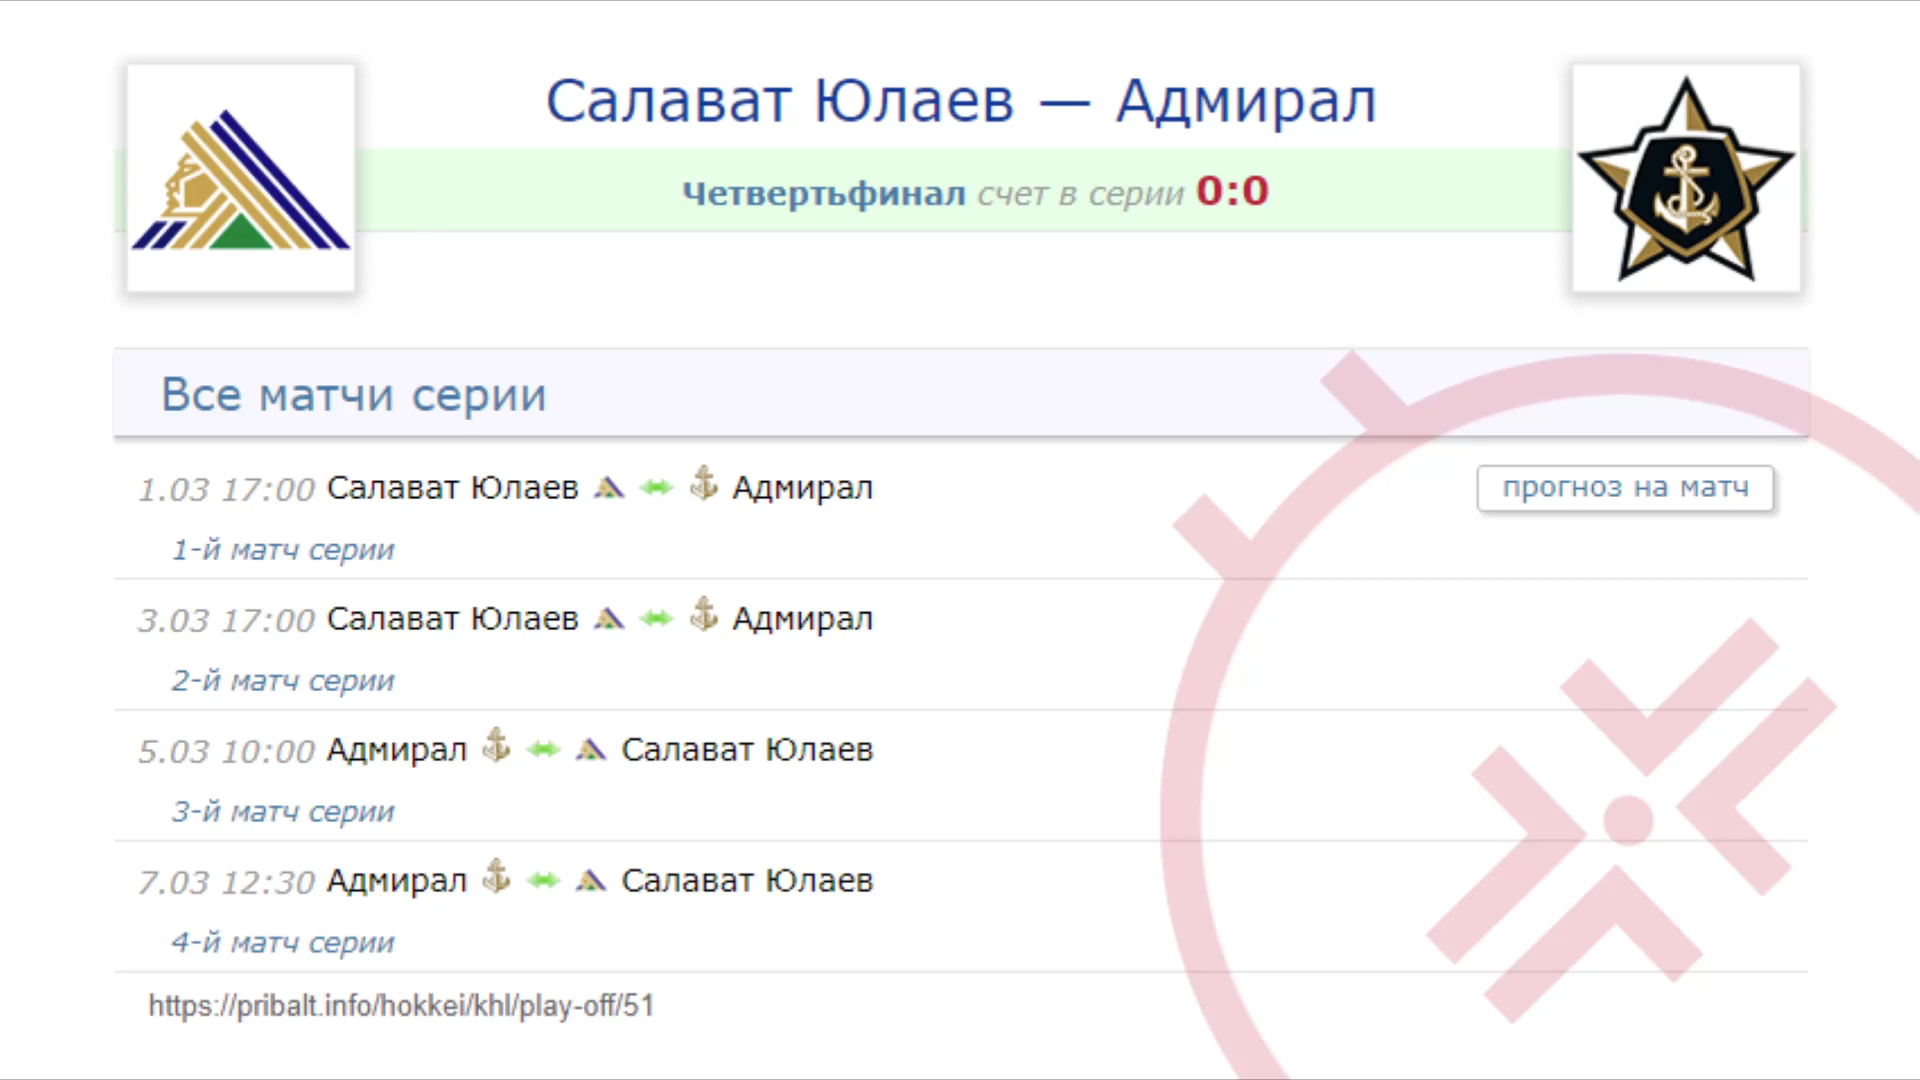 Салават Юлаев — Адмирал
Четвертьфинал счет в серии 0:0
Все матчи серии
1.03 17:00 Салават Юлаев Адмирал прогноз на матч
1-й матч серии
3.03 17:00 Салават Юлаев Адмирал
2-й матч серии
5.03 10:00 Адмирал Салават Юлаев
3-й матч серии
7.03 12:30 Адмирал Салават Юлаев
4-й матч серии
https://pribalt.info/hokkei/khl/play-off/51